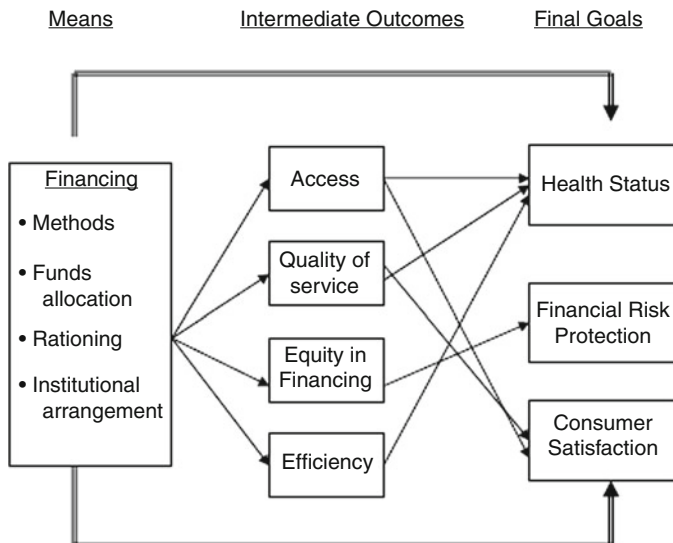 Means
Intermediate Outcomes
Final Goals
Financing
• Methods
• Funds
allocation
• Rationing
• Institutional
arrangement
Access
Quality of
service
Equity in
Financing
Efficiency
Health Status
Financial Risk
Protection
Consumer
Satisfaction